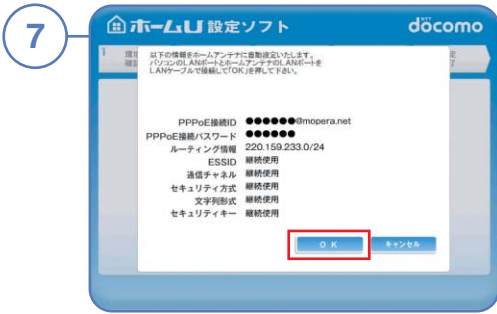 7
ホームU 設定ソフト
NTT
döcomo
1
以下の情報をホームアンテナに自動設定いたします。
パソコンのLANポートとホームアンテナのLANポートを
LANケーブルで接続して「OK」を押して下さい。
PPPoE接続ID ●●●●●●@mopera.net
PPPoE接続パスワード ●●●●●●
ルーティング情報 220.159.233.0/24
ESSID 継続使用
通信チャネル 継続使用
セキュリティ方式 継続使用
文字列形式 継続使用
セキュリティキー 継続使用
OK キャンセル